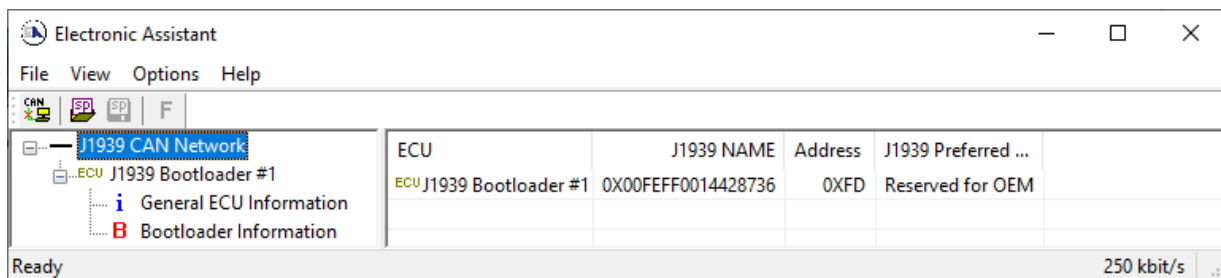 Electronic Assistant
File View Options Help
CAN SP SP F
J1939 CAN Network
ECU J1939 Bootloader #1
i General ECU Information
B Bootloader Information
ECU J1939 NAME Address J1939 Preferred ...
ECU J1939 Bootloader #1 0X00FEFF0014428736 0XFD Reserved for OEM
Ready 250 kbit/s